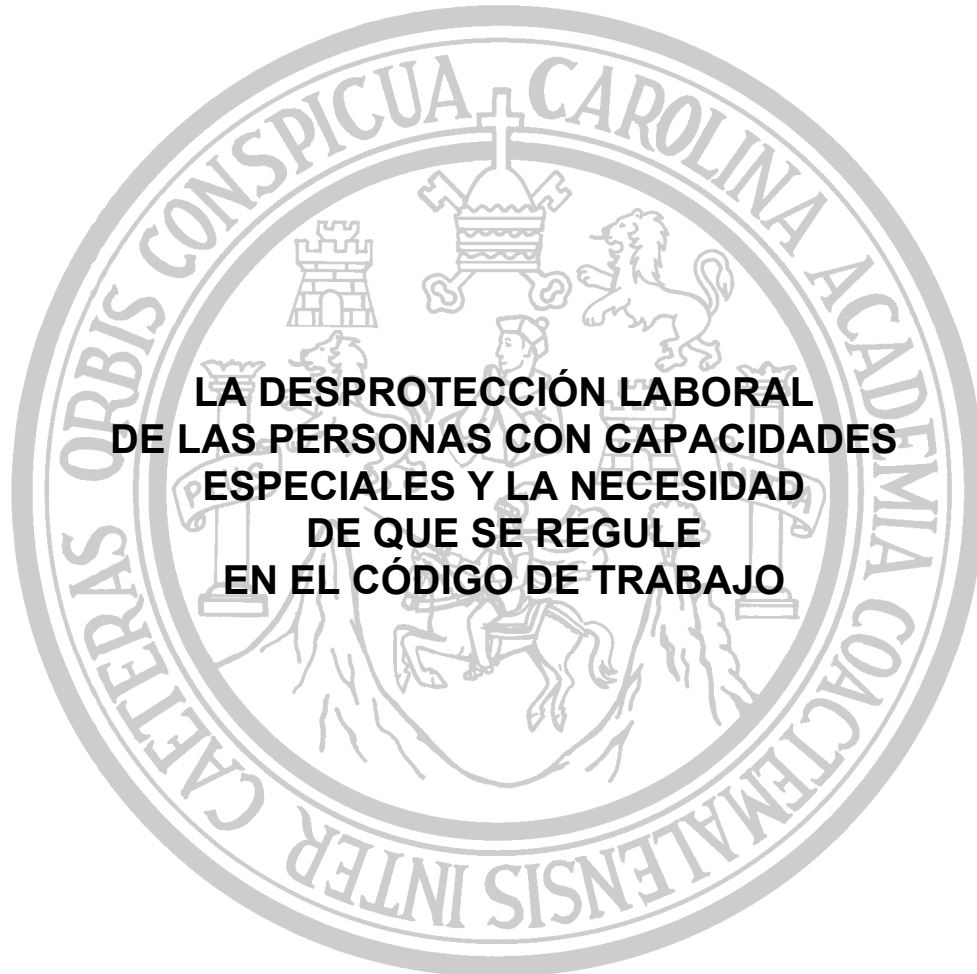 LA DESPROTECCIÓN LABORAL
DE LAS PERSONAS CON CAPACIDADES
ESPECIALES Y LA NECESIDAD
DE QUE SE REGULE
EN EL CÓDIGO DE TRABAJO
CAROLINA ACADEMIA COACTEMALENSIS INTER CAETERAS ORBIS CONSPICUA